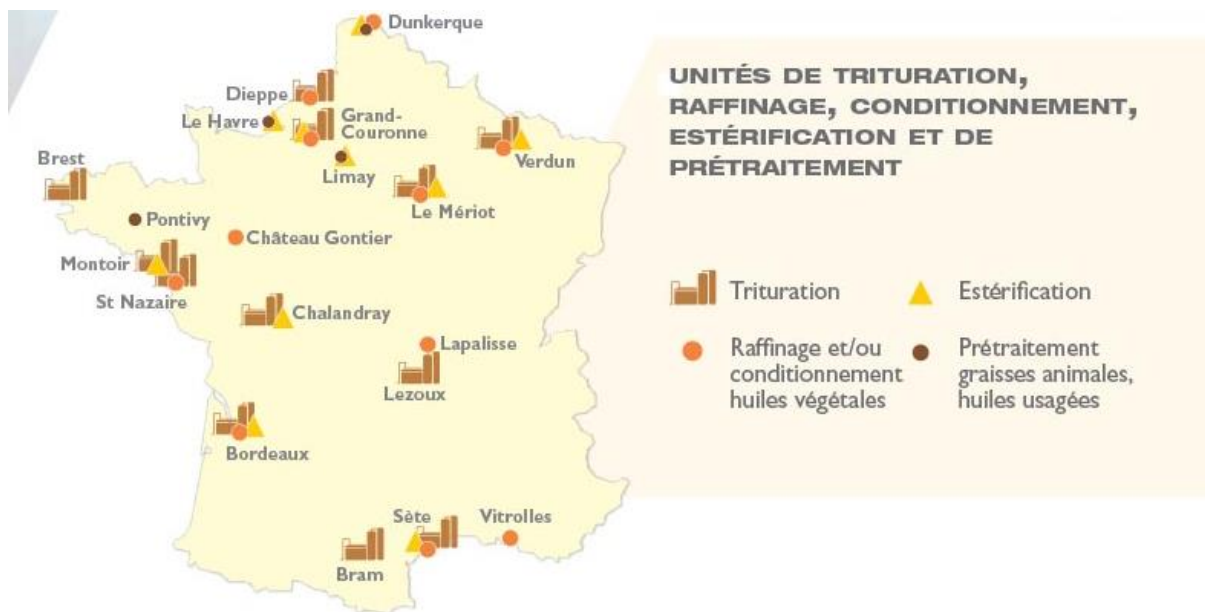 Dunkerque
Dieppe
Le Havre
Grand-
Couronne
Verdun
Limay
Brest
Le Mériot
Pontivy
Château Gontier
Montoir
St Nazaire
Chalandray
Lapalisse
Lezoux
Bordeaux
Sète
Vitrolles
Bram
UNITÉS DE TRITURATION,
RAFFINAGE, CONDITIONNEMENT,
ESTÉRIFICATION ET DE
PRÉTRAITEMENT
Trituration
Estérification
Raffinage et/ou
conditionnement
huiles végétales
Prétraitement
graisses animales,
huiles usagées